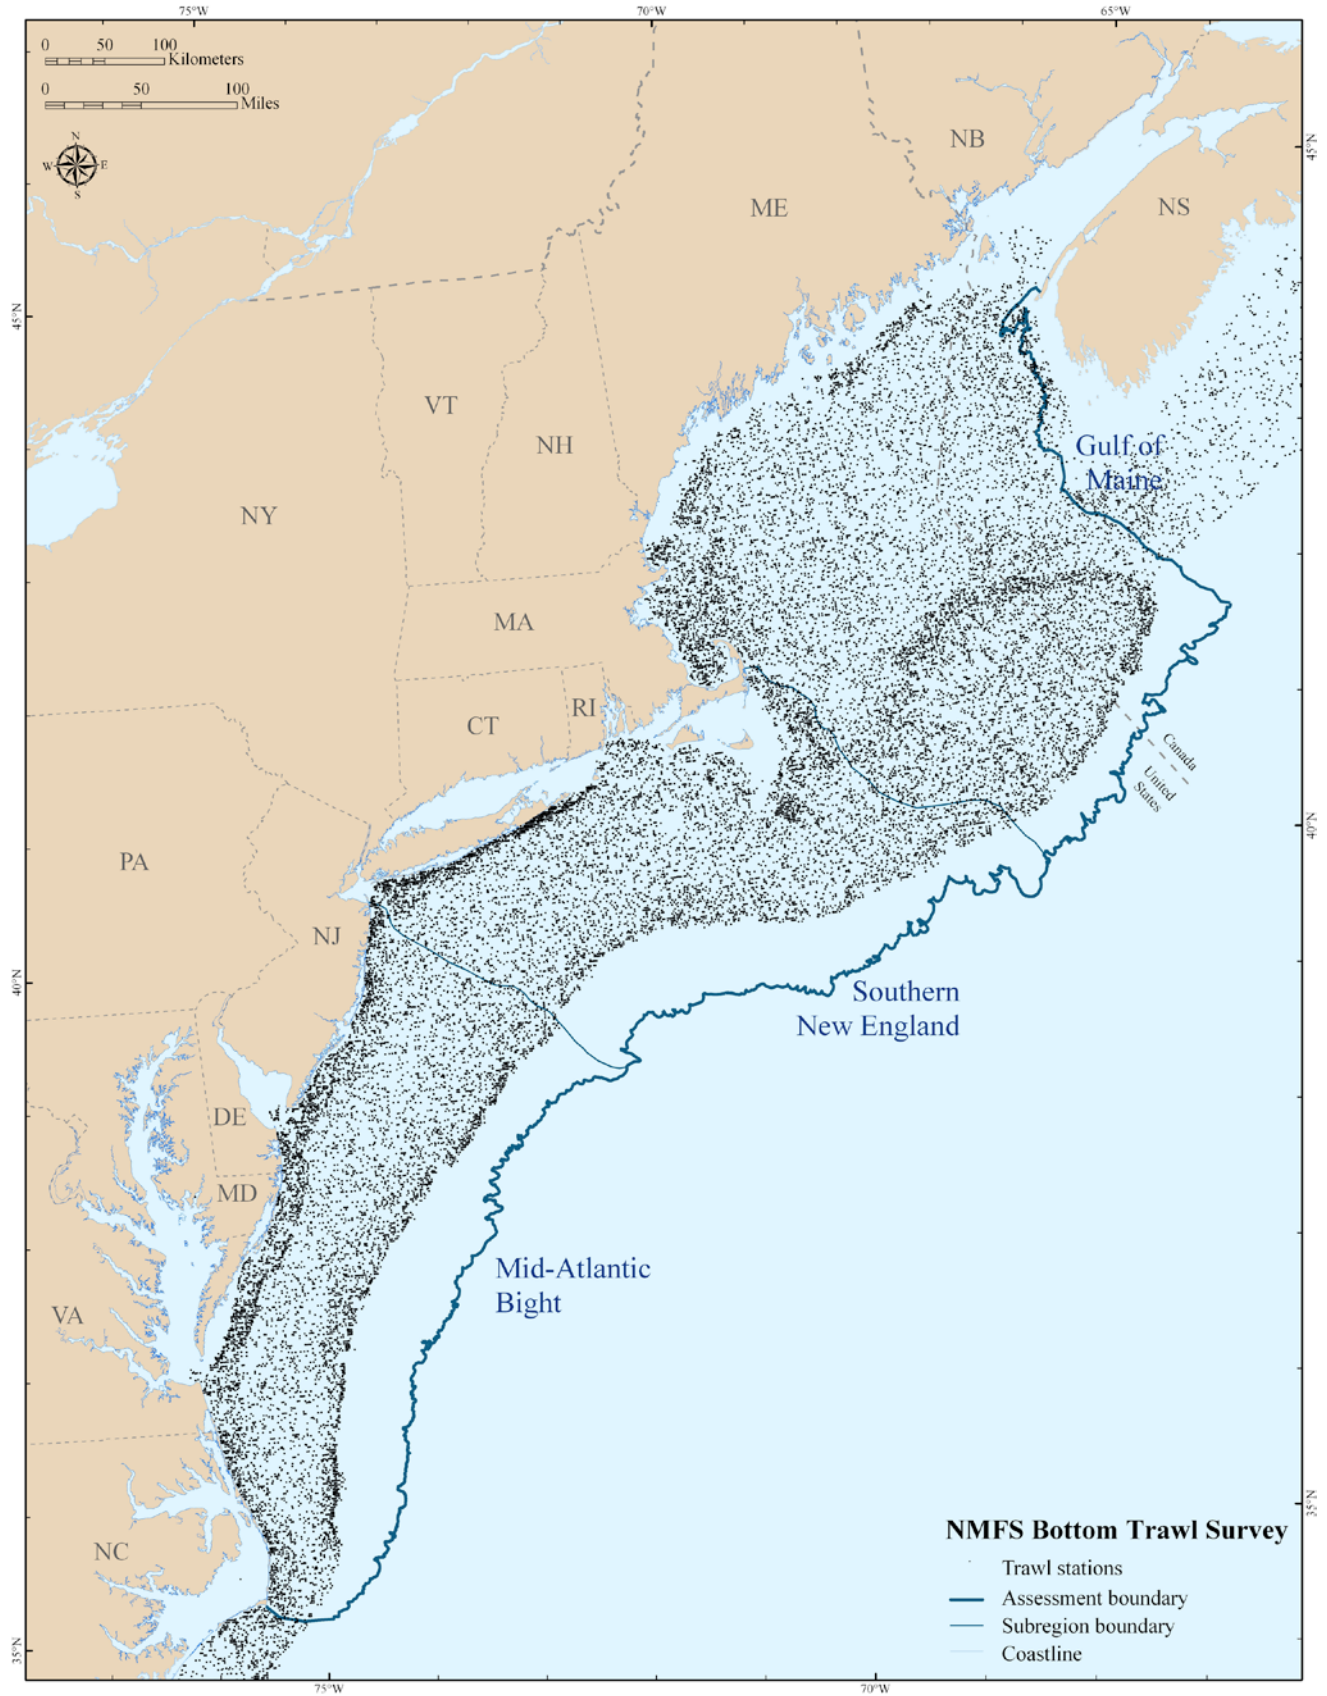 75°W
70°W
65°W
0 50 100
Kilometers
0 50 100
Miles
N
W E
S
NB
45°N
ME
NS
45°N
VT
NH
Gulf of
Maine
NY
MA
RI
CT
Canada
United
States
40°N
PA
NJ
40°N
Southern
New England
DE
MD
Mid-Atlantic
Bight
VA
35°N
NMFS Bottom Trawl Survey
NC
Trawl stations
Assessment boundary
Subregion boundary
Coastline
35°N
75°W
70°W